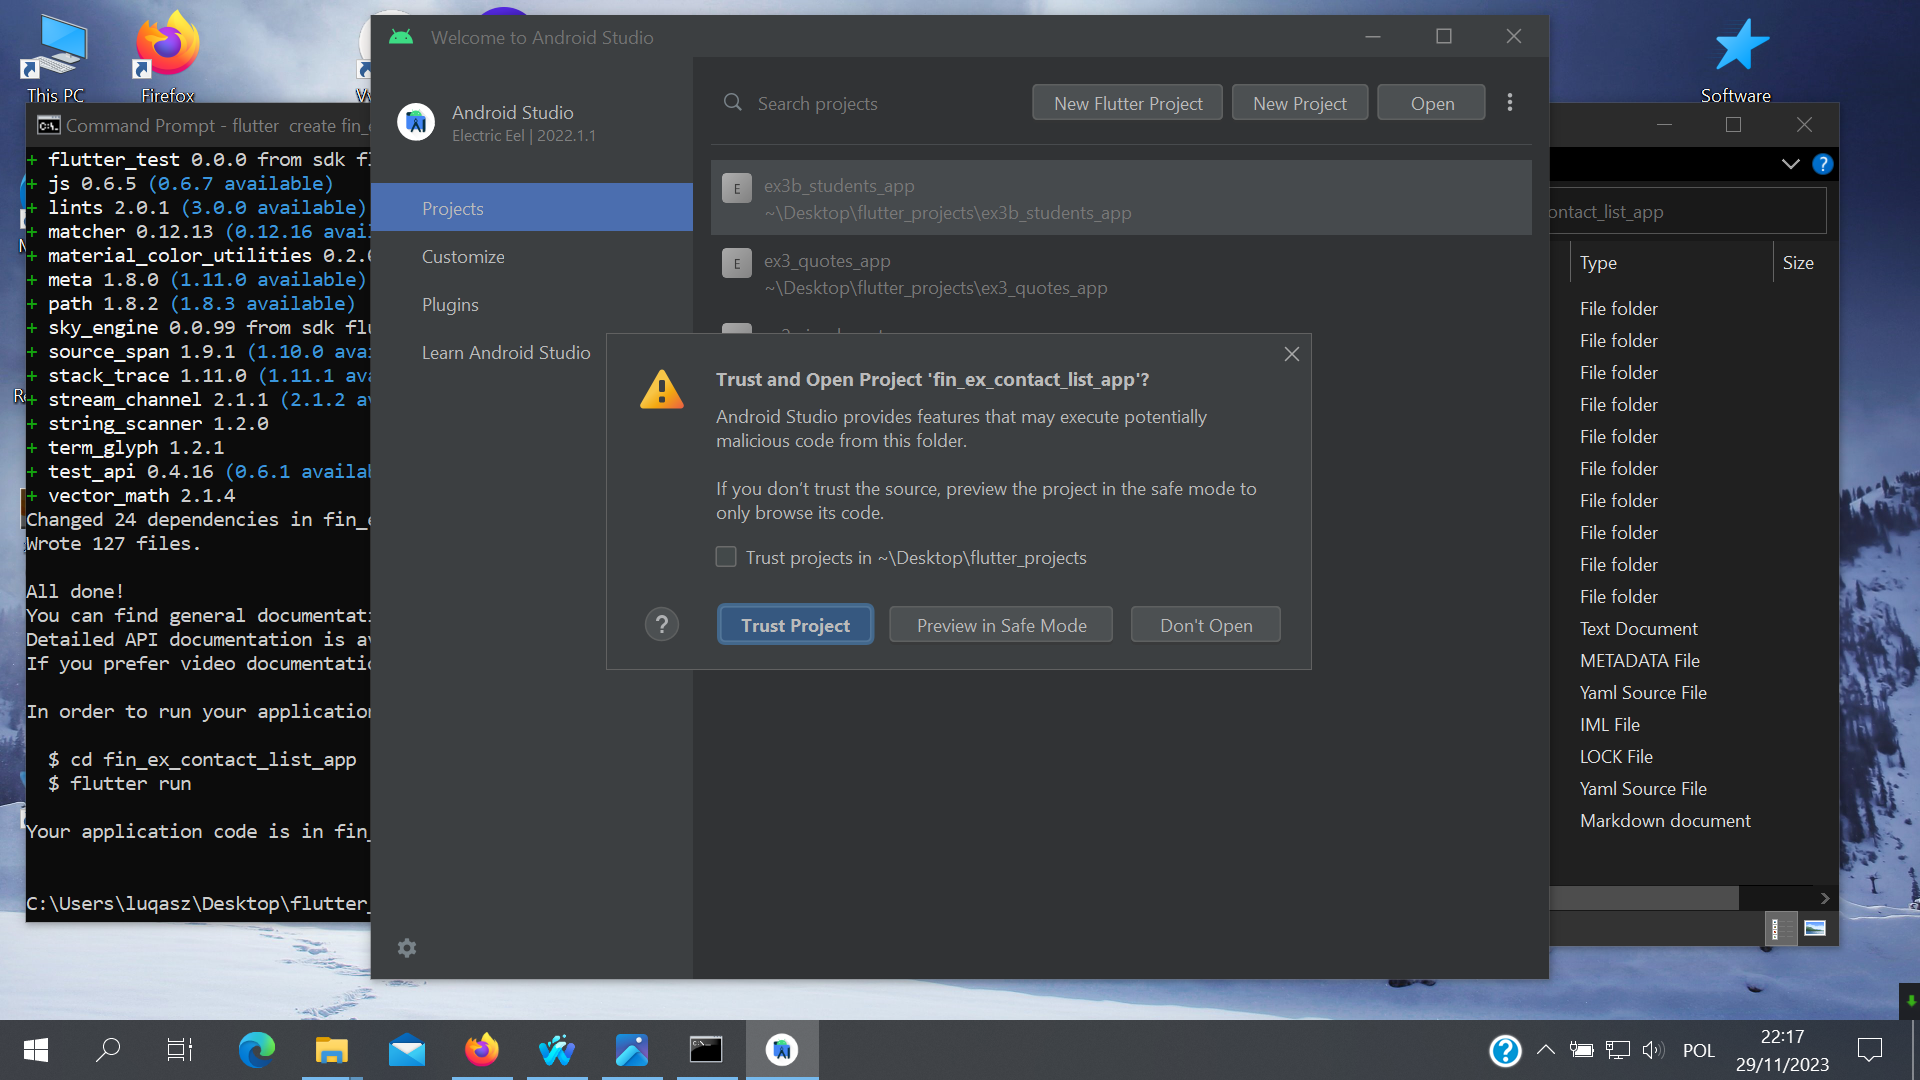 This PC
Firefox
Software
Welcome to Android Studio
Android Studio
Electric Eel | 2022.1.1
Search projects
New Flutter Project
New Project
Open
Projects
Customize
Plugins
Learn Android Studio
E
ex3b_students_app
~\Desktop\flutter_projects\ex3b_students_app
E
ex3_quotes_app
~\Desktop\flutter_projects\ex3_quotes_app
Trust and Open Project 'fin_ex_contact_list_app'?
Android Studio provides features that may execute potentially
malicious code from this folder.
If you don’t trust the source, preview the project in the safe mode to
only browse its code.
Trust projects in ~\Desktop\flutter_projects
?
Trust Project
Preview in Safe Mode
Don't Open
Command Prompt - flutter create fin_
+ flutter_test 0.0.0 from sdk
+ js 0.6.5 (0.6.7 available)
+ lints 2.0.1 (3.0.0 available)
+ matcher 0.12.13 (0.12.16 avai
+ material_color_utilities 0.2.
+ meta 1.8.0 (1.11.0 available)
+ path 1.8.2 (1.8.3 available)
+ sky_engine 0.0.99 from sdk fl
+ source_span 1.9.1 (1.10.0 ava
+ stack_trace 1.11.0 (1.11.1 av
+ stream_channel 2.1.1 (2.1.2 a
+ string_scanner 1.2.0
+ term_glyph 1.2.1
+ test_api 0.4.16 (0.6.1 availa
+ vector_math 2.1.4
Changed 24 dependencies in fin_
Wrote 127 files.
All done!
You can find general documentati
Detailed API documentation is a
If you prefer video documentati
In order to run your application
$ cd fin_ex_contact_list_app
$ flutter run
Your application code is in fin_
C:\Users\luqasz\Desktop\flutter_
?
ontact_list_app
Type
Size
File folder
File folder
File folder
File folder
File folder
File folder
File folder
File folder
File folder
File folder
Text Document
METADATA File
Yaml Source File
IML File
LOCK File
Yaml Source File
Markdown document
?
POL
22:17
29/11/2023